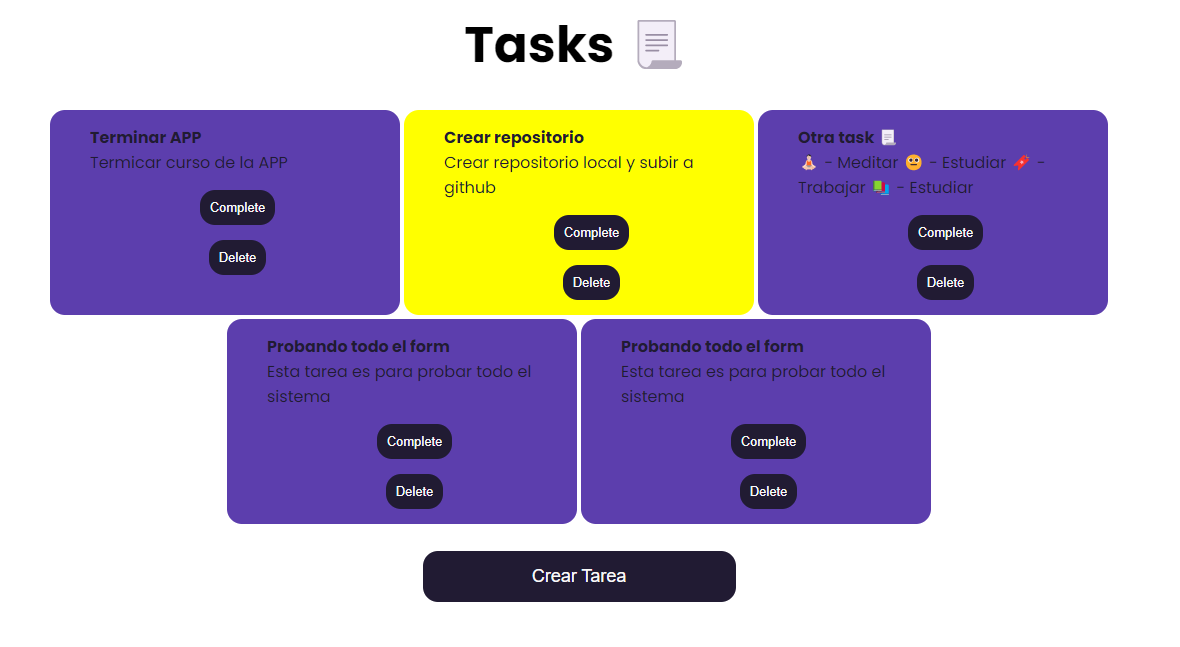 Tasks 📜
Terminar APP
Termicar curso de la APP
Complete
Delete
Crear repositorio
Crear repositorio local y subir a
github
Complete
Delete
Otra task 📃
🧘 - Meditar 😐 - Estudiar 🧨 -
Trabajar 📚 - Estudiar
Complete
Delete
Probando todo el form
Esta tarea es para probar todo el
sistema
Complete
Delete
Probando todo el form
Esta tarea es para probar todo el
sistema
Complete
Delete
Crear Tarea